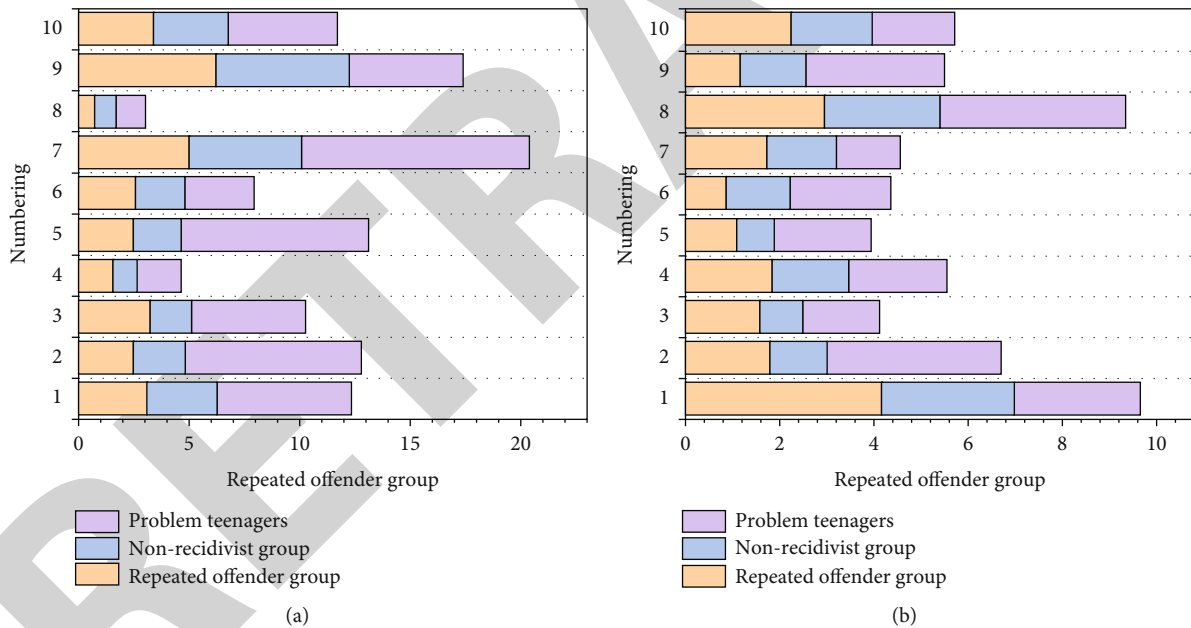 10
9
8
7
6
5
4
3
2
1
Numbering
0 5 10 15 20
Repeated offender group
Problem teenagers
Non-recidivist group
Repeated offender group
(a)
10
9
8
7
6
5
4
3
2
1
Numbering
0 2 4 6 8 10
Repeated offender group
Problem teenagers
Non-recidivist group
Repeated offender group
(b)
RETRA